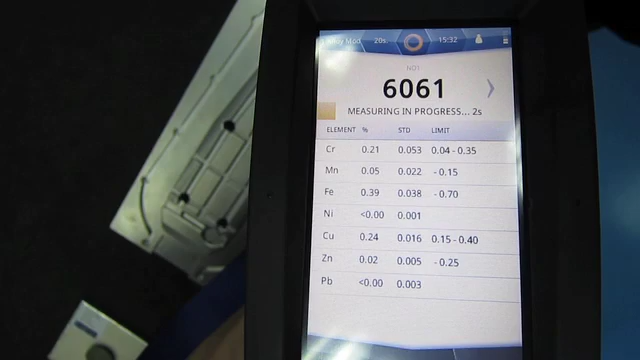 20s
15:32
NO1
6061
MEASURING IN PROGRESS... 2s
ELEMENT % STD LIMIT
Cr 0.21 0.053 0.04 - 0.35
Mn 0.05 0.022 - 0.15
Fe 0.39 0.038 - 0.70
Ni <0.00 0.001
Cu 0.24 0.016 0.15 - 0.40
Zn 0.02 0.005 - 0.25
Pb <0.00 0.003